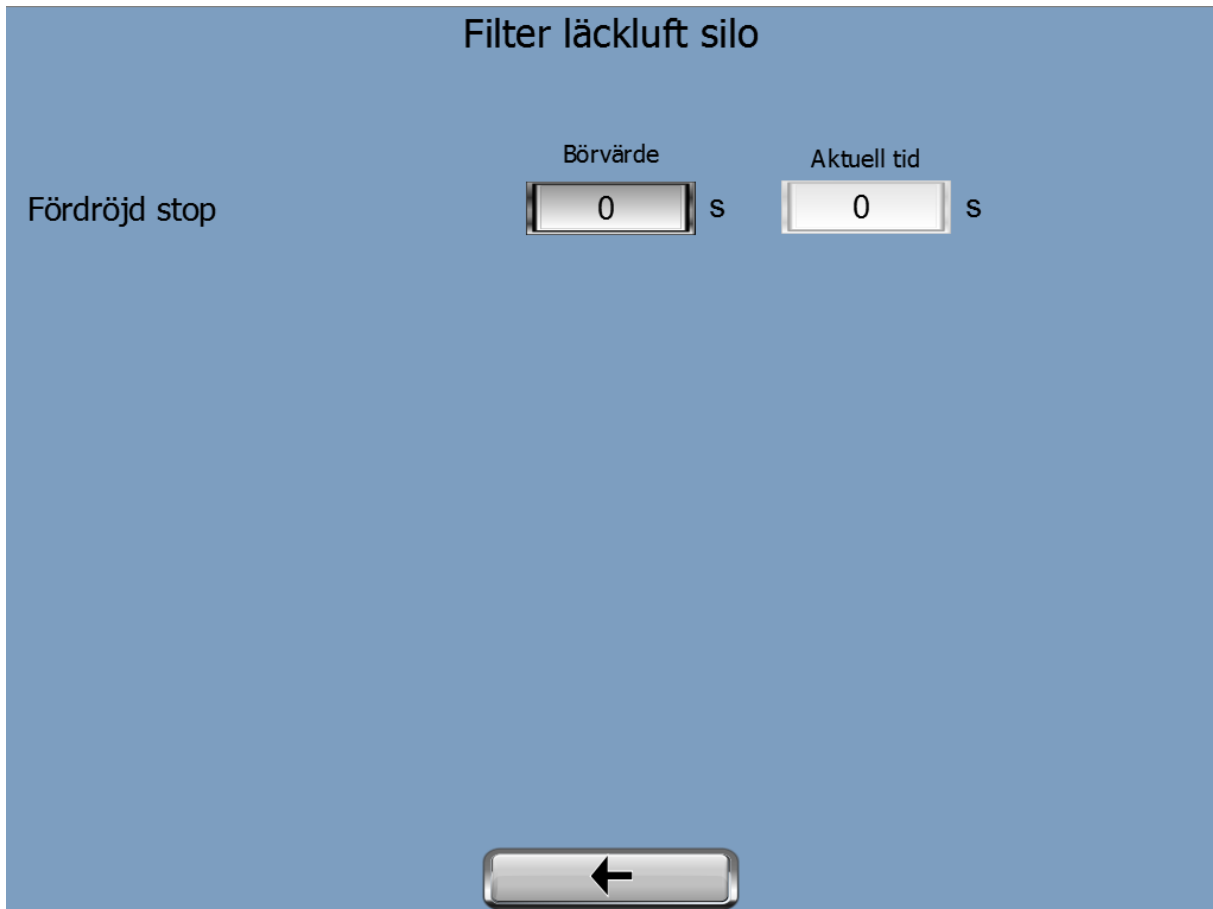 Filter läckluft silo
Börvärde Aktuell tid
Fördröjd stop 0 s 0 s